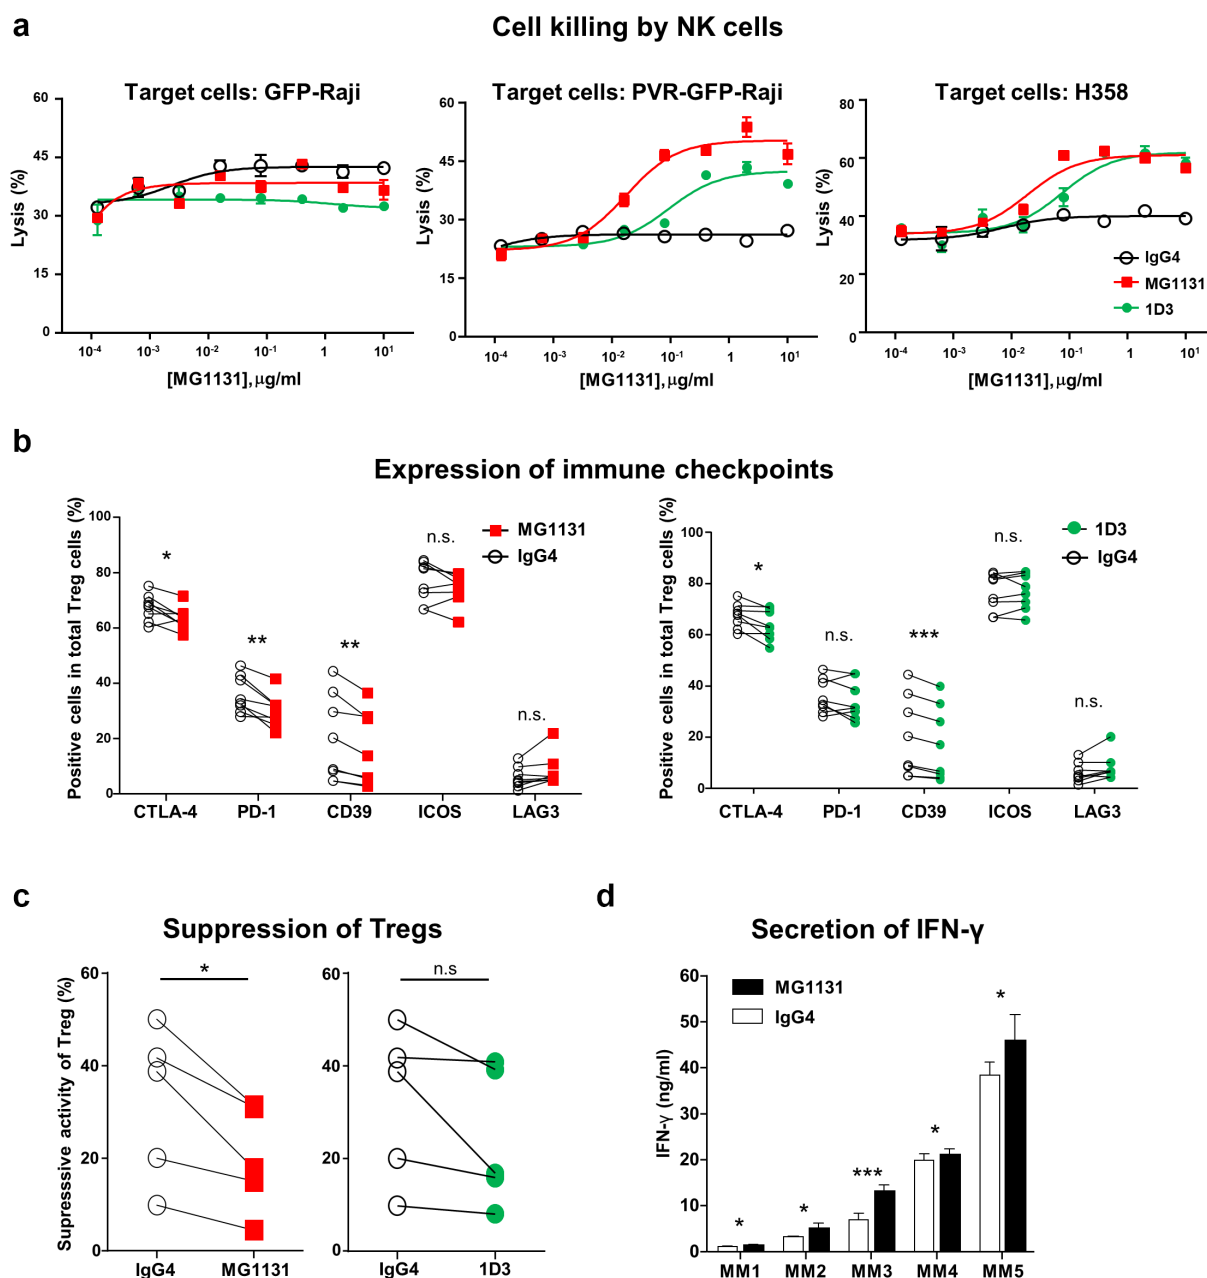 a
Cell killing by NK cells
Target cells: GFP-Raji
Target cells: PVR-GFP-Raji
Target cells: H358
Lysis (%)
60
45
30
15
0
10⁻⁴
10⁻³
10⁻²
10⁻¹
1
10¹
[MG1131], μg/ml
Lysis (%)
60
45
30
15
0
10⁻⁴
10⁻³
10⁻²
10⁻¹
1
10¹
[MG1131], μg/ml
Lysis (%)
80
60
40
20
0
10⁻⁴
10⁻³
10⁻²
10⁻¹
1
10¹
[MG1131], μg/ml
IgG4
MG1131
1D3
b
Expression of immune checkpoints
Positive cells in total Treg cells (%)
100
80
60
40
20
0
MG1131
IgG4
*
**
**
n.s.
n.s.
CTLA-4
PD-1
CD39
ICOS
LAG3
Positive cells in total Treg cells (%)
100
80
60
40
20
0
1D3
IgG4
*
n.s.
***
n.s.
n.s.
CTLA-4
PD-1
CD39
ICOS
LAG3
c
Suppression of Tregs
Supresssive activity of Treg (%)
60
40
20
0
*
IgG4
MG1131
60
40
20
0
n.s
IgG4
1D3
d
Secretion of IFN-γ
IFN-γ (ng/ml)
60
50
40
30
20
10
0
MG1131
IgG4
*
*
***
*
*
MM1
MM2
MM3
MM4
MM5